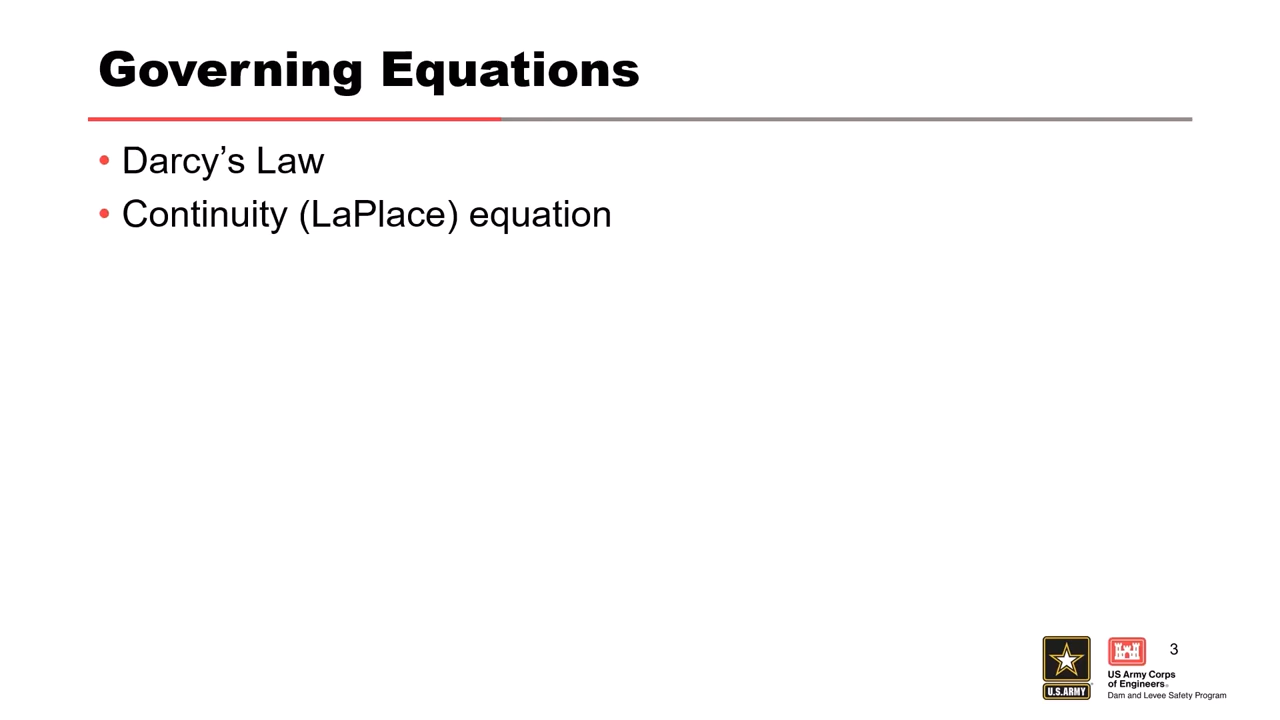 Governing Equations
• Darcy’s Law
• Continuity (LaPlace) equation
3
U.S.ARMY
US Army Corps
of Engineers®
Dam and Levee Safety Program